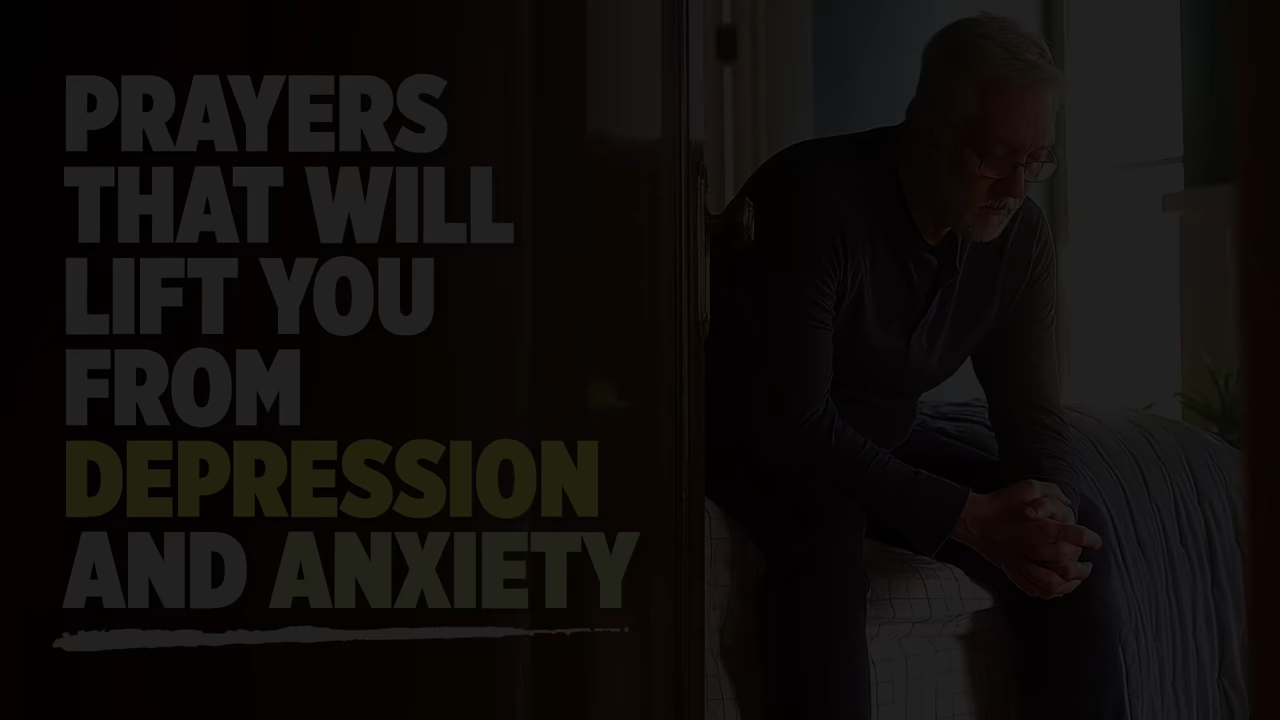 PRAYERS
THAT WILL
LIFT YOU
FROM
DEPRESSION
AND ANXIETY